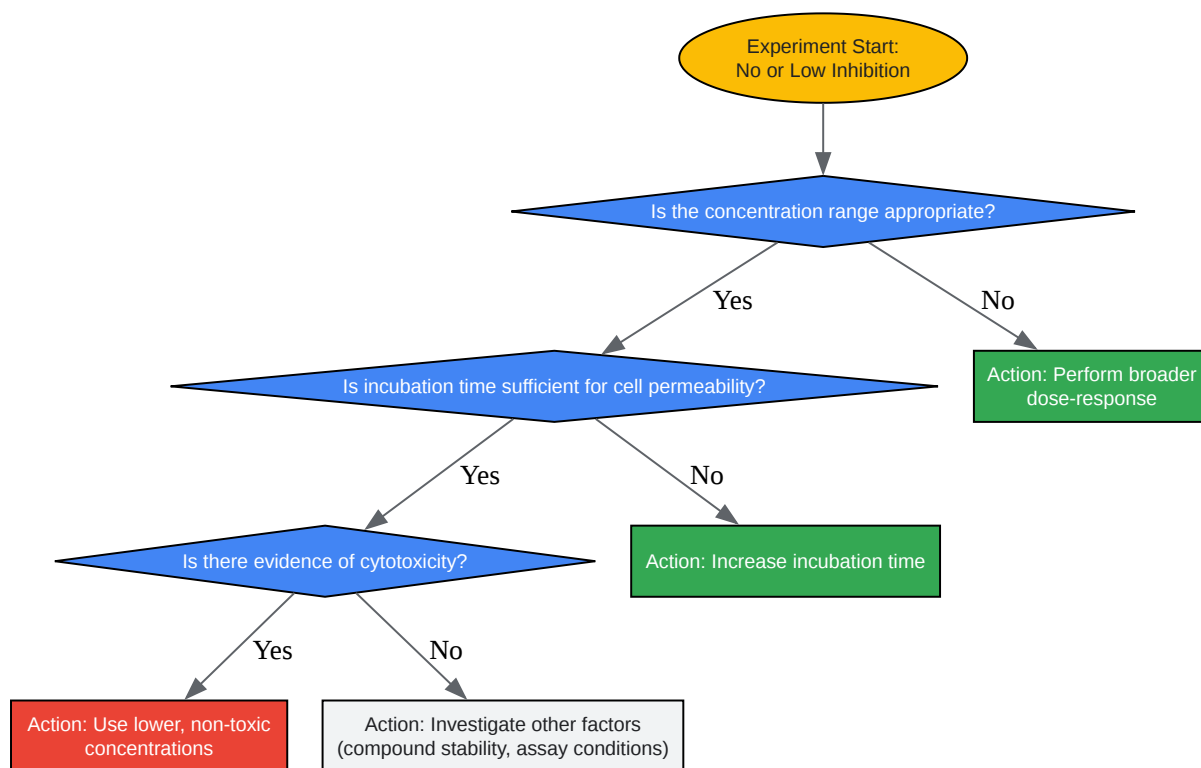 Experiment Start:
No or Low Inhibition
Is the concentration range appropriate?
Yes
No
Is incubation time sufficient for cell permeability?
Action: Perform broader
dose-response
Yes
No
Is there evidence of cytotoxicity?
Action: Increase incubation time
Yes
No
Action: Use lower, non-toxic
concentrations
Action: Investigate other factors
(compound stability, assay conditions)